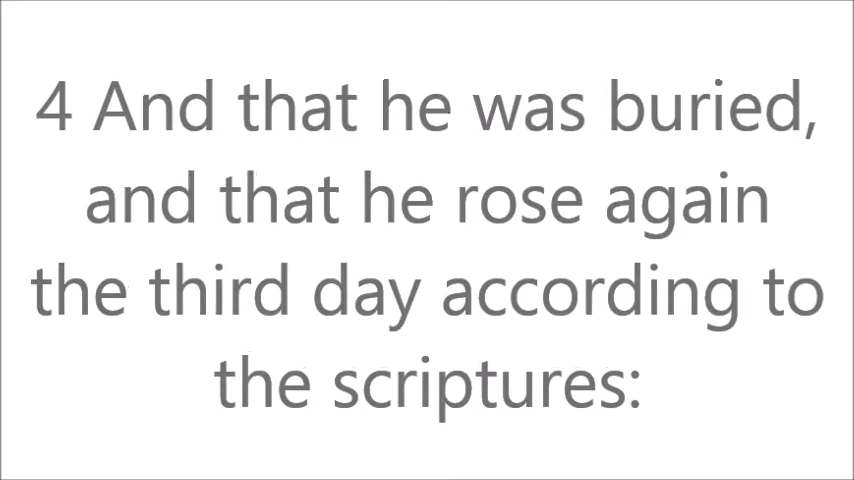 4 And that he was buried,
and that he rose again
the third day according to
the scriptures: